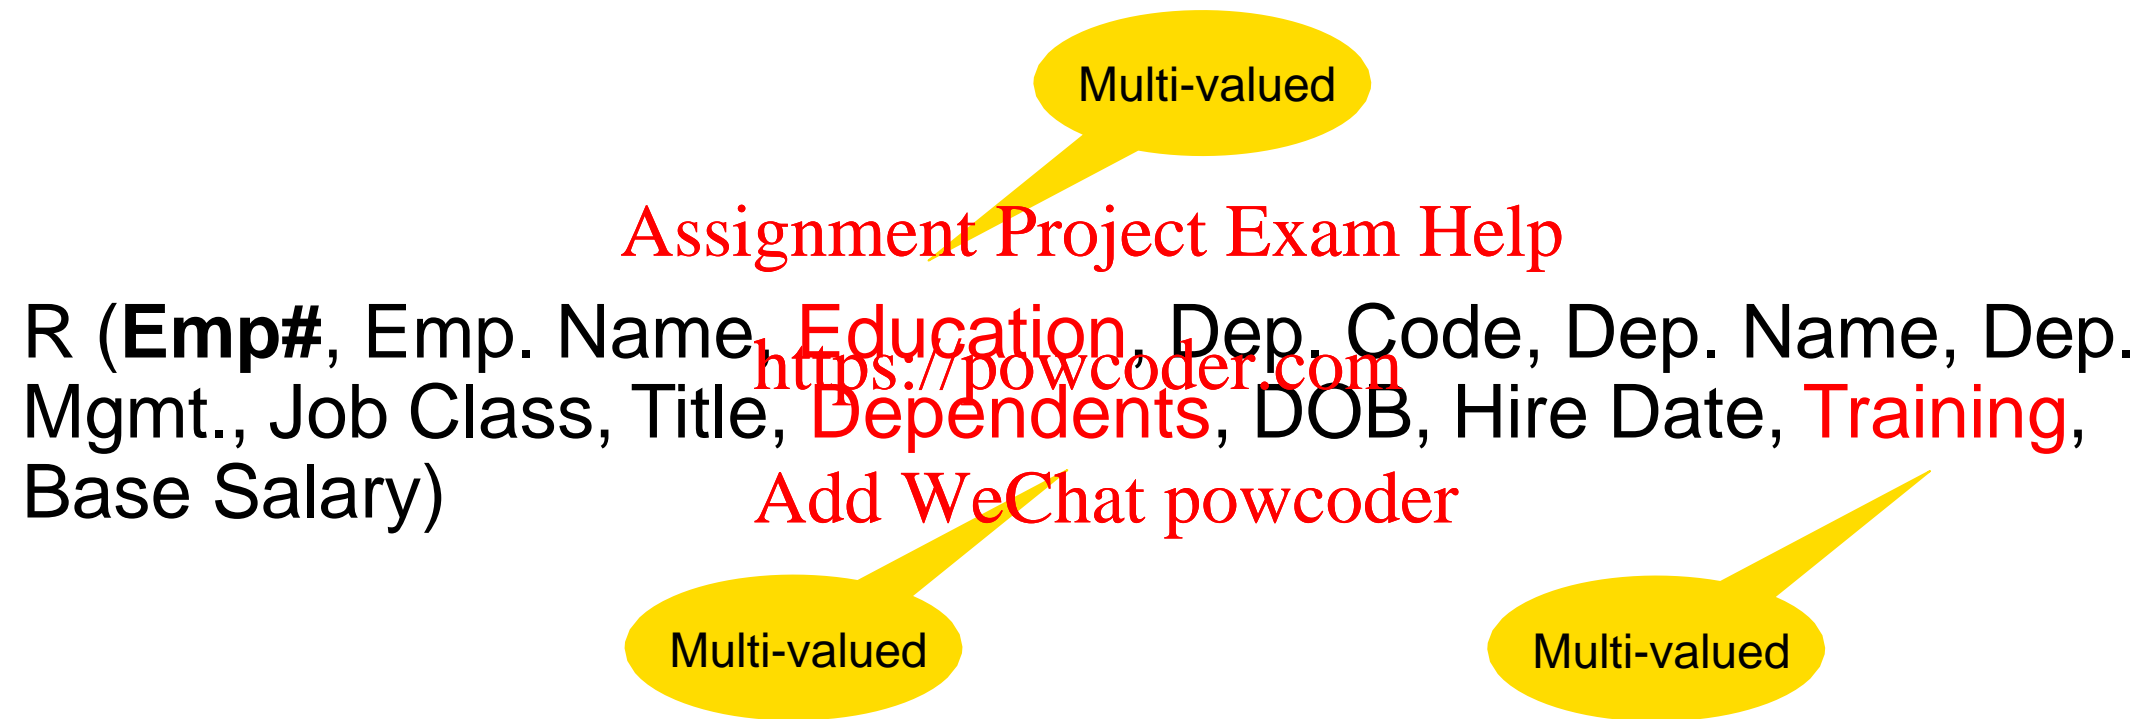 Multi-valued
Assignment Project Exam Help
R (Emp#, Emp. Name, Education, Dep. Code, Dep. Name, Dep.
https://powcoder.com
Mgmt., Job Class, Title, Dependents, DOB, Hire Date, Training,
Base Salary)
Add WeChat powcoder
Multi-valued
Multi-valued